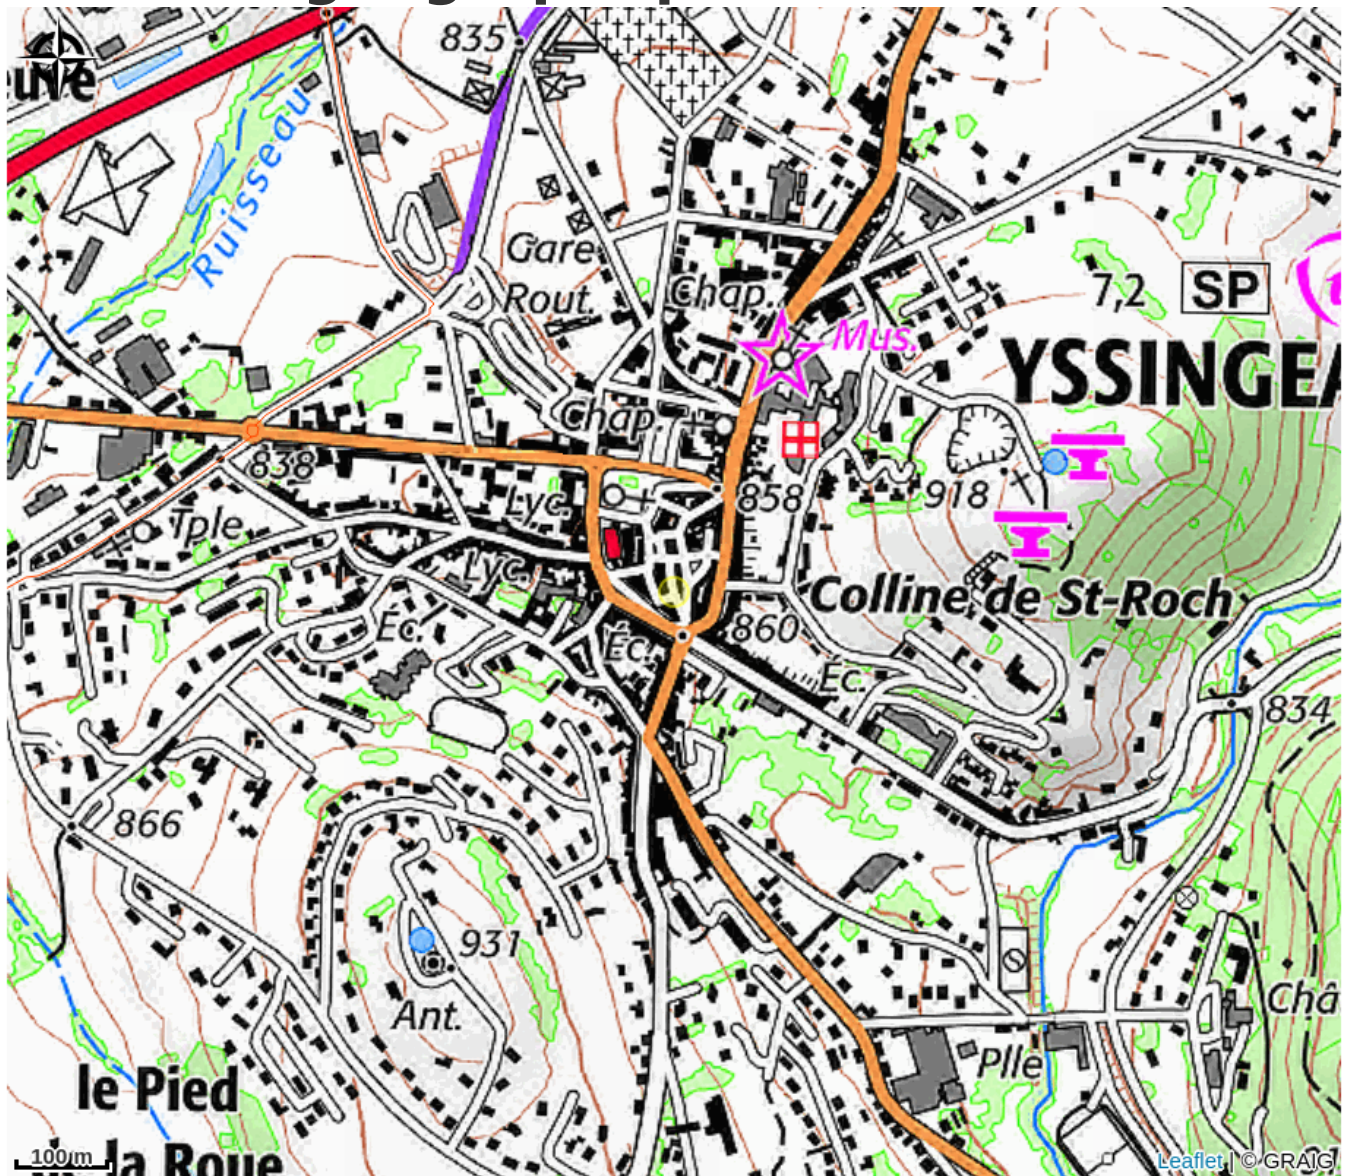 835
Ruisseau
Gare
Rout.
Chap.
7,2
SP
Mus.
YSSINGEA
Chap.
838
Lyc.
858
918
Tple
Lyc.
Colline de St-Roch
Éc.
Éc.
860
Éc.
834
866
931
Ant.
Châ
Plle
le Pied
la Roue
100 m
Leaflet | © GRAIG